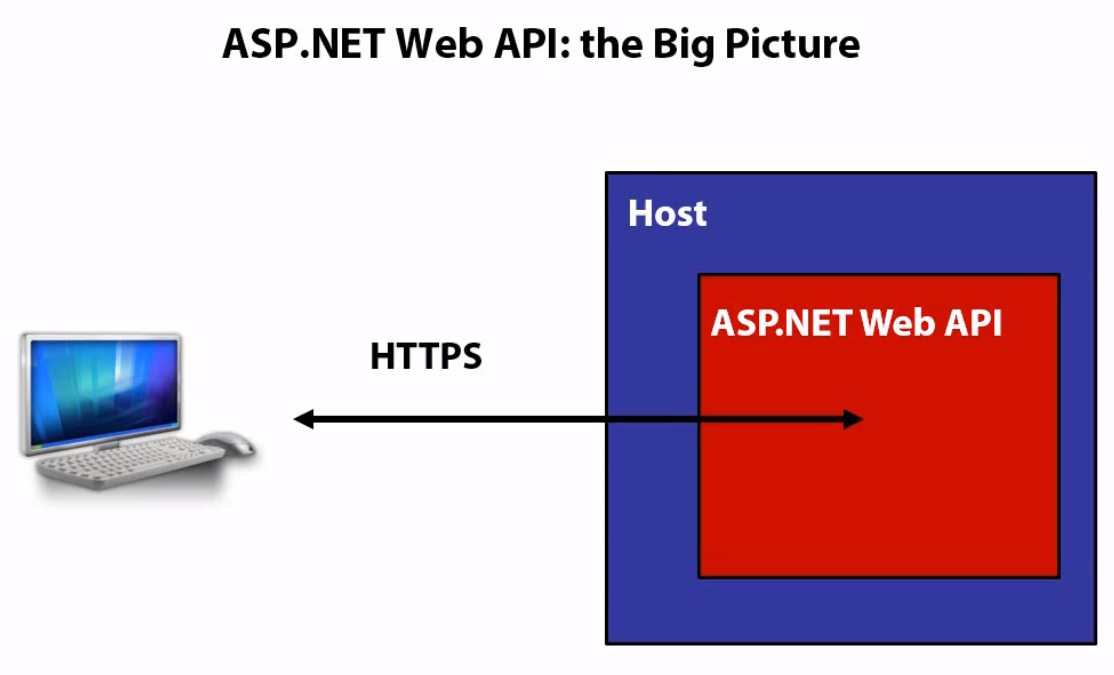 ASP.NET Web API: the Big Picture
Host
ASP.NET Web API
HTTPS